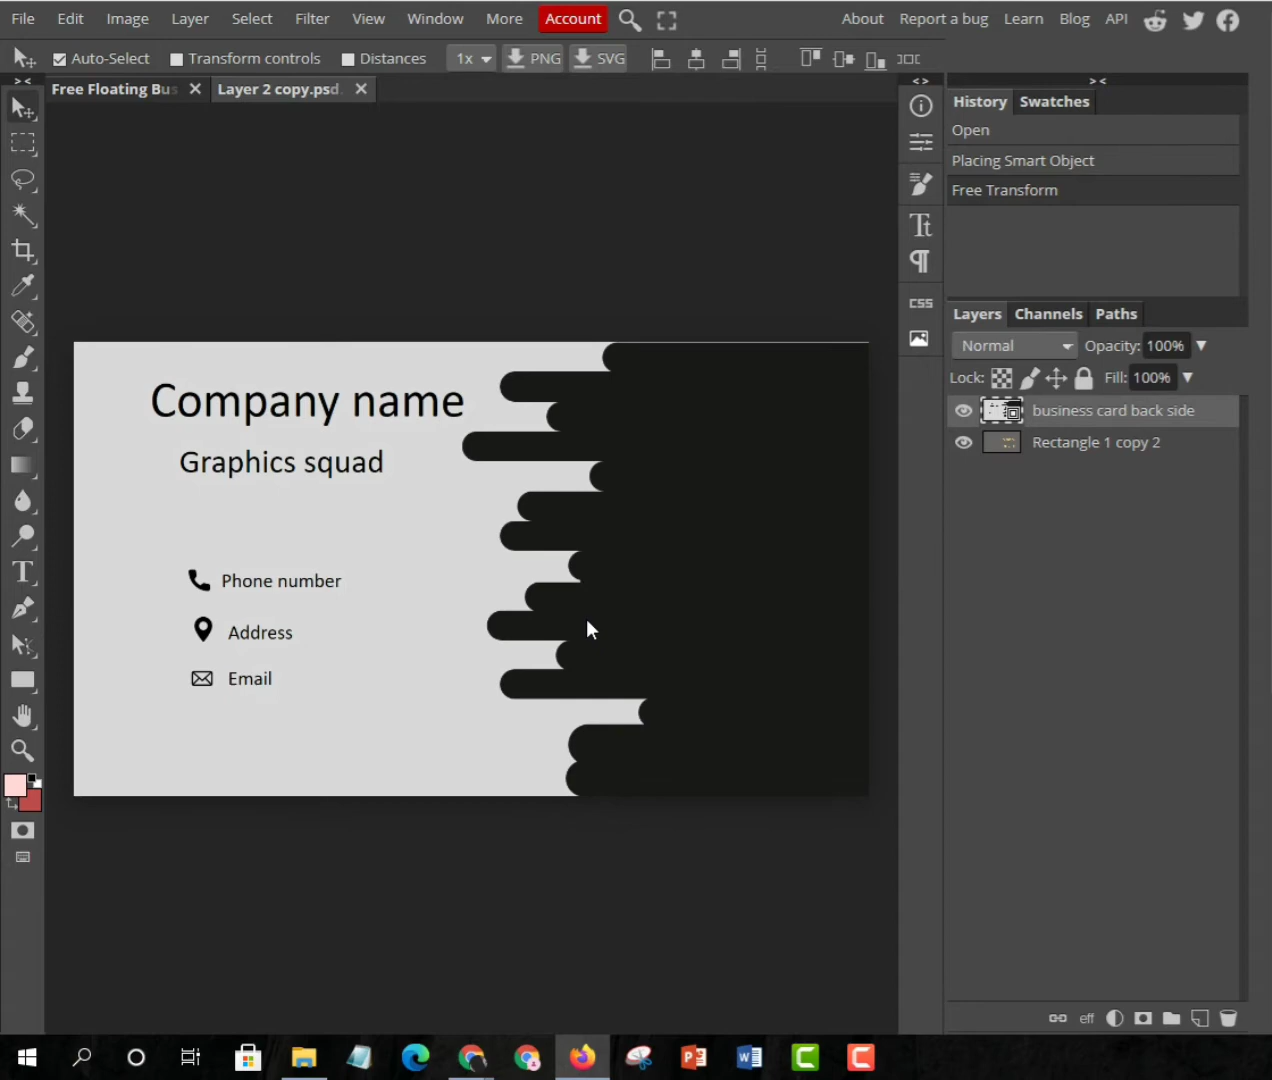 File Edit Image Layer Select Filter View Window More Account About Report a bug Learn Blog API
Auto-Select Transform controls Distances 1x PNG SVG
Free Floating Bus Layer 2 copy.psd
History Swatches
Open
Placing Smart Object
Free Transform
CSS
Layers Channels Paths
Normal Opacity: 100%
Lock: Fill: 100%
business card back side
Rectangle 1 copy 2
Company name
Graphics squad
Phone number
Address
Email
eff